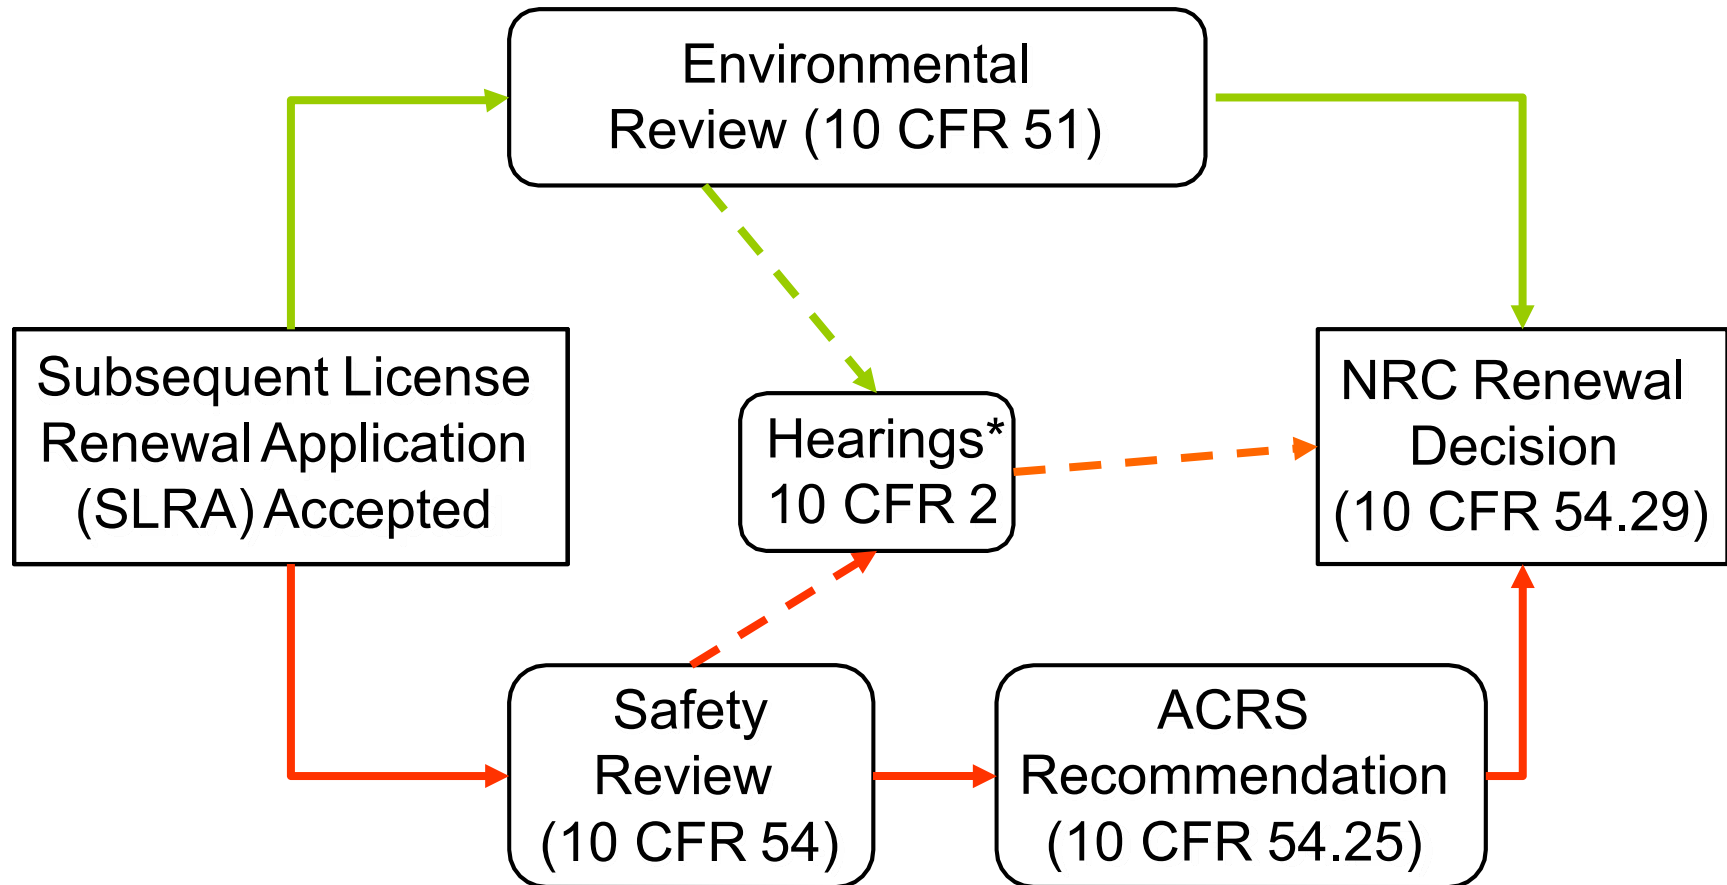 Environmental
Review (10 CFR 51)
Subsequent License
Renewal Application
(SLRA) Accepted
Hearings*
10 CFR 2
NRC Renewal
Decision
(10 CFR 54.29)
Safety
Review
(10 CFR 54)
ACRS
Recommendation
(10 CFR 54.25)